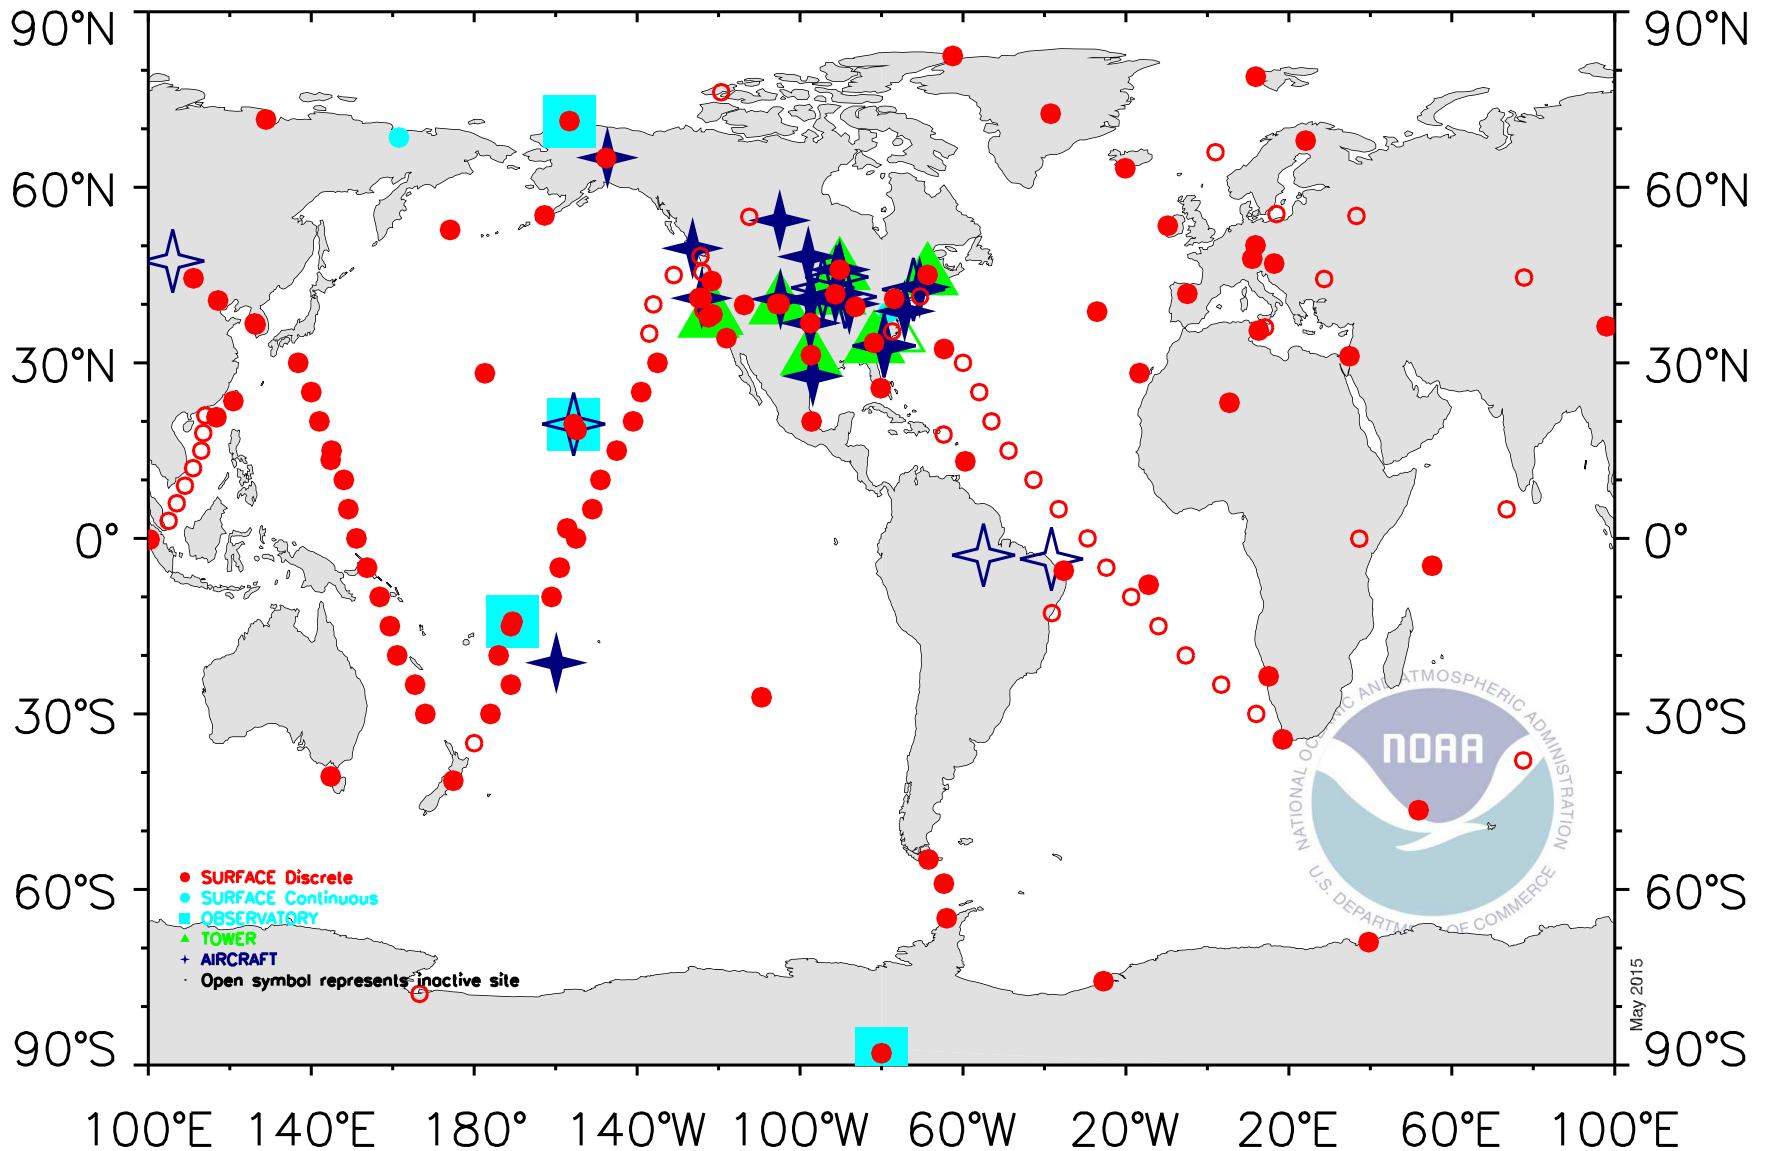 90°N 90°N
60°N 60°N
30°N 30°N
0° 0°
30°S 30°S
NATIONAL OCEANIC AND ATMOSPHERIC ADMINISTRATION
NOAA
U.S. DEPARTMENT OF COMMERCE
SURFACE Discrete
60°S 60°S
SURFACE Continuous
OBSERVATORY
TOWER
AIRCRAFT
Open symbol represents inactive site
May 2015
90°S 90°S
100°E 140°E 180° 140°W 100°W 60°W 20°W 20°E 60°E 100°E